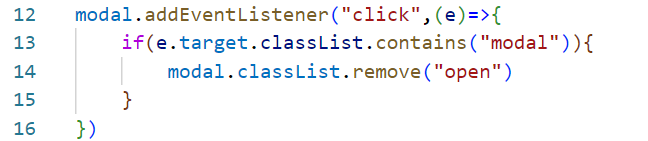 12 modal.addEventListener("click",(e)=>{
13     if(e.target.classList.contains("modal")){
14         modal.classList.remove("open")
15     }
16 })